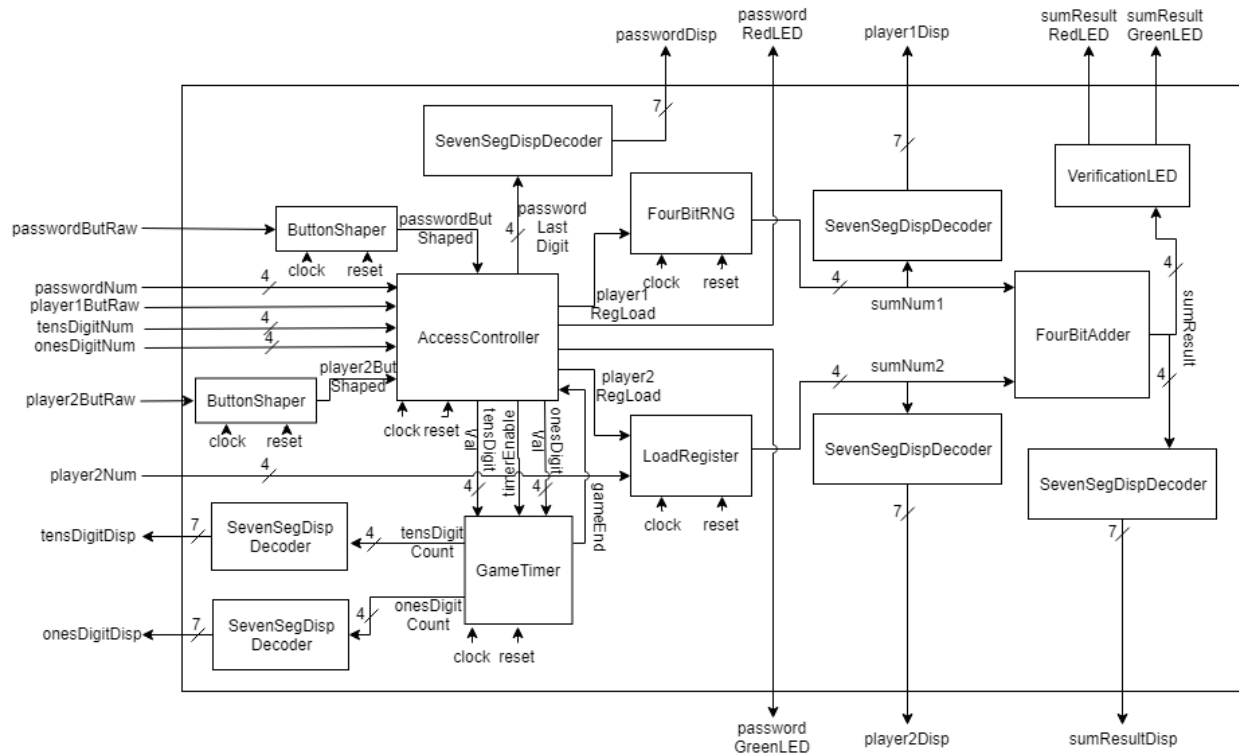 password
RedLED
sumResult
RedLED
sumResult
GreenLED
passwordDisp
player1Disp
7
SevenSegDispDecoder
7
VerificationLED
FourBitRNG
4
password
Last
Digit
passwordButRaw
ButtonShaper
passwordBut
Shaped
SevenSegDispDecoder
clock
reset
clock
reset
4
passwordNum
4
player1
RegLoad
4
sumNum1
player1ButRaw
tensDigitNum
4
onesDigitNum
4
AccessController
FourBitAdder
sumResult
player2But
Shaped
player2
RegLoad
4
sumNum2
4
player2ButRaw
ButtonShaper
clock
reset
clock
reset
tensDigit
Val
timerEnable
onesDigit
Val
gameEnd
SevenSegDispDecoder
LoadRegister
player2Num
4
4
4
SevenSegDispDecoder
clock
reset
tensDigitDisp
7
SevenSegDisp
Decoder
4
tensDigit
Count
7
7
GameTimer
onesDigitDisp
7
SevenSegDisp
Decoder
4
onesDigit
Count
clock
reset
password
GreenLED
player2Disp
sumResultDisp